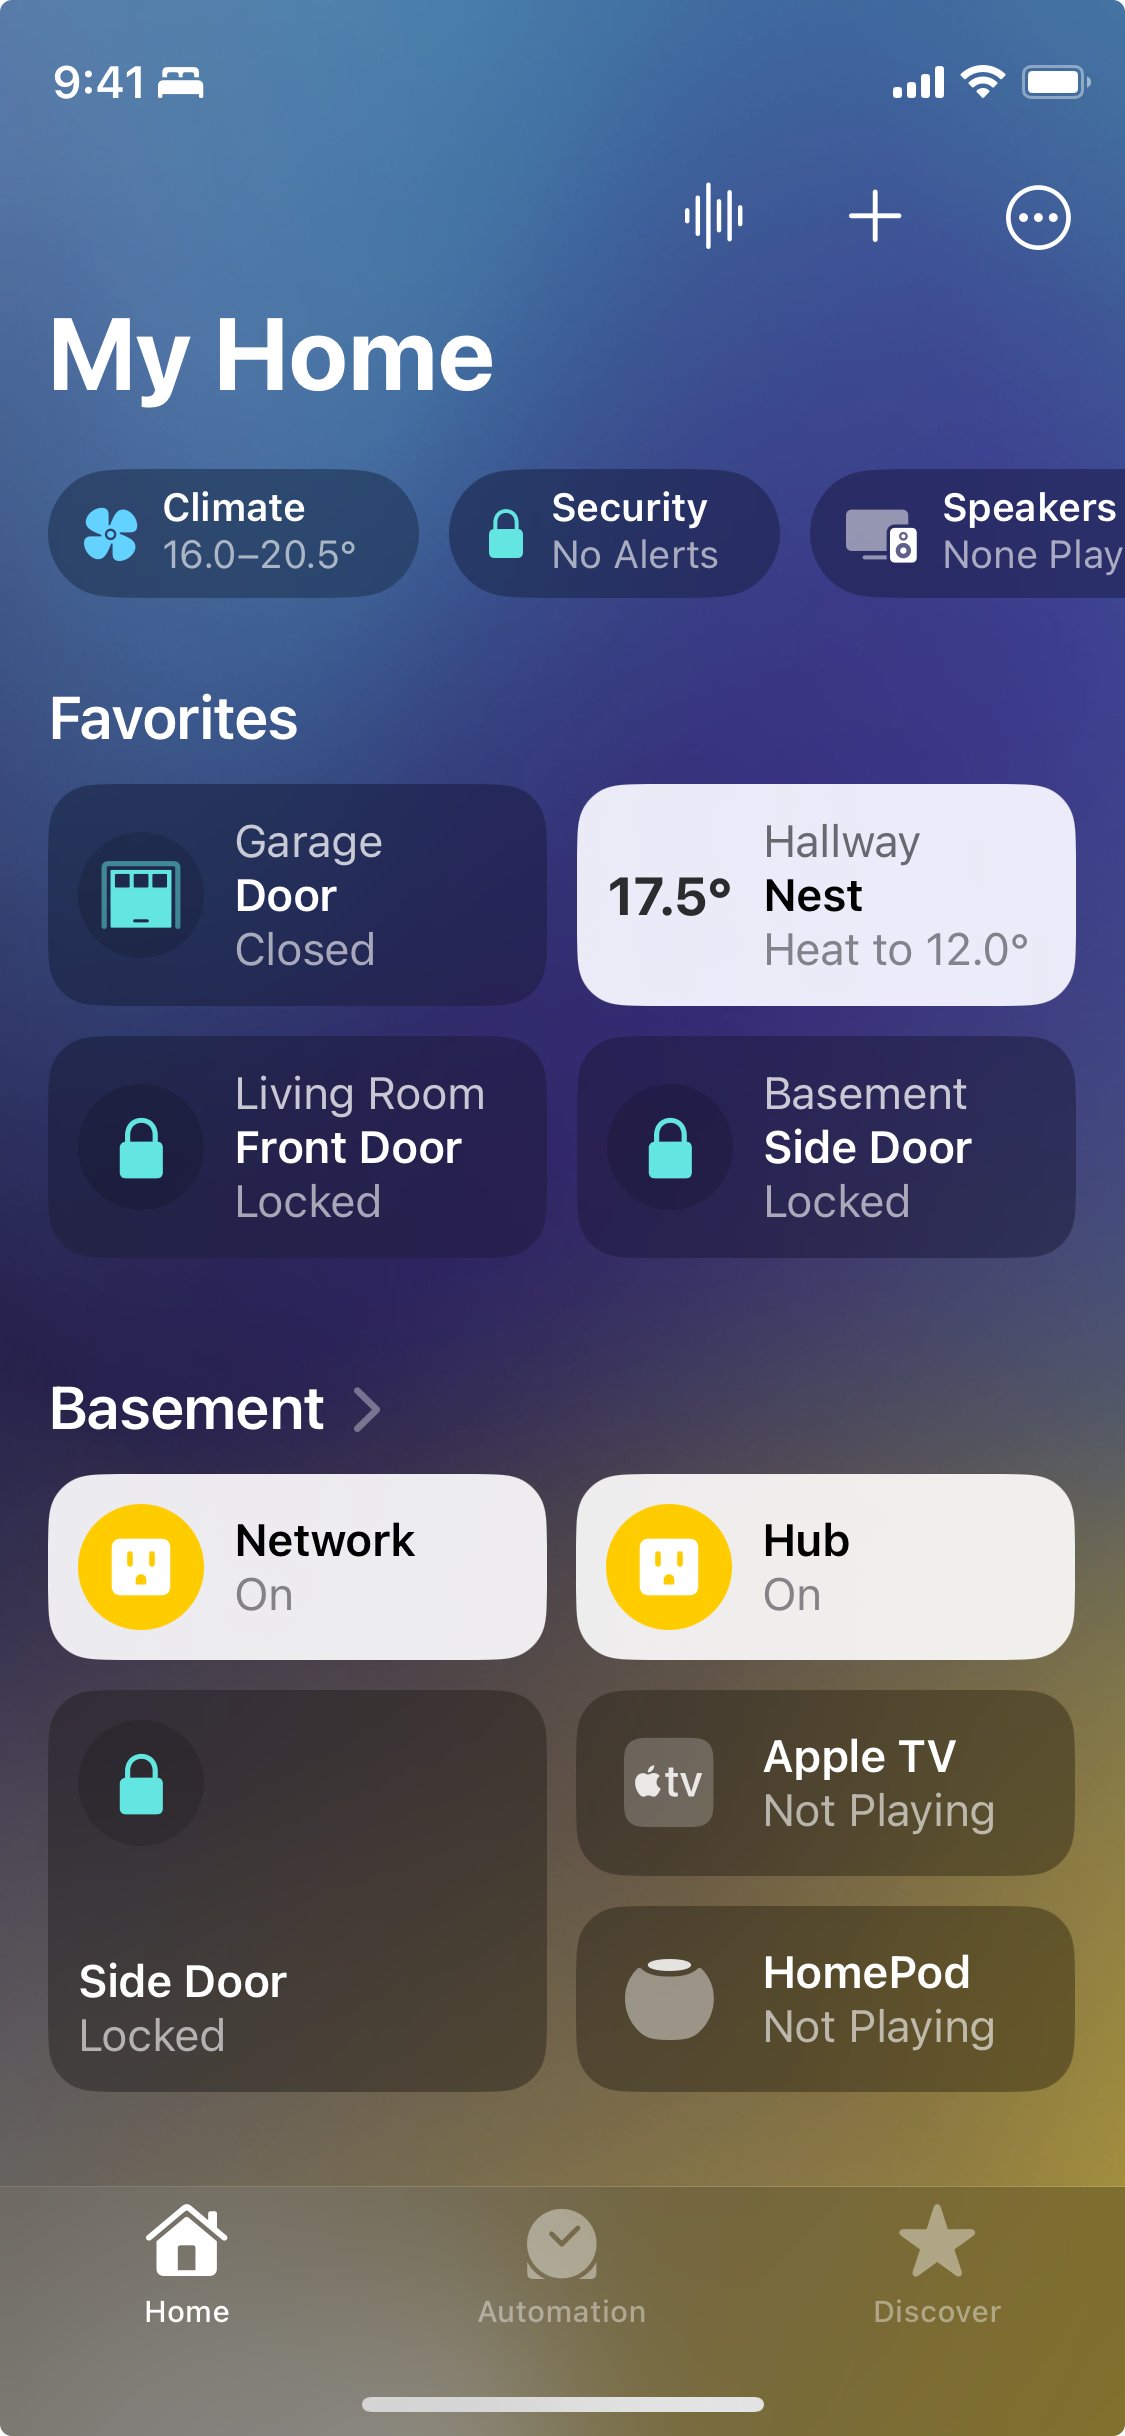 9:41
My Home
Climate
16.0–20.5°
Security
No Alerts
Speakers
None Play
Favorites
Garage
Door
Closed
17.5°
Hallway
Nest
Heat to 12.0°
Living Room
Front Door
Locked
Basement
Side Door
Locked
Basement
Network
On
Hub
On
Side Door
Locked
tv
Apple TV
Not Playing
HomePod
Not Playing
Home
Automation
Discover